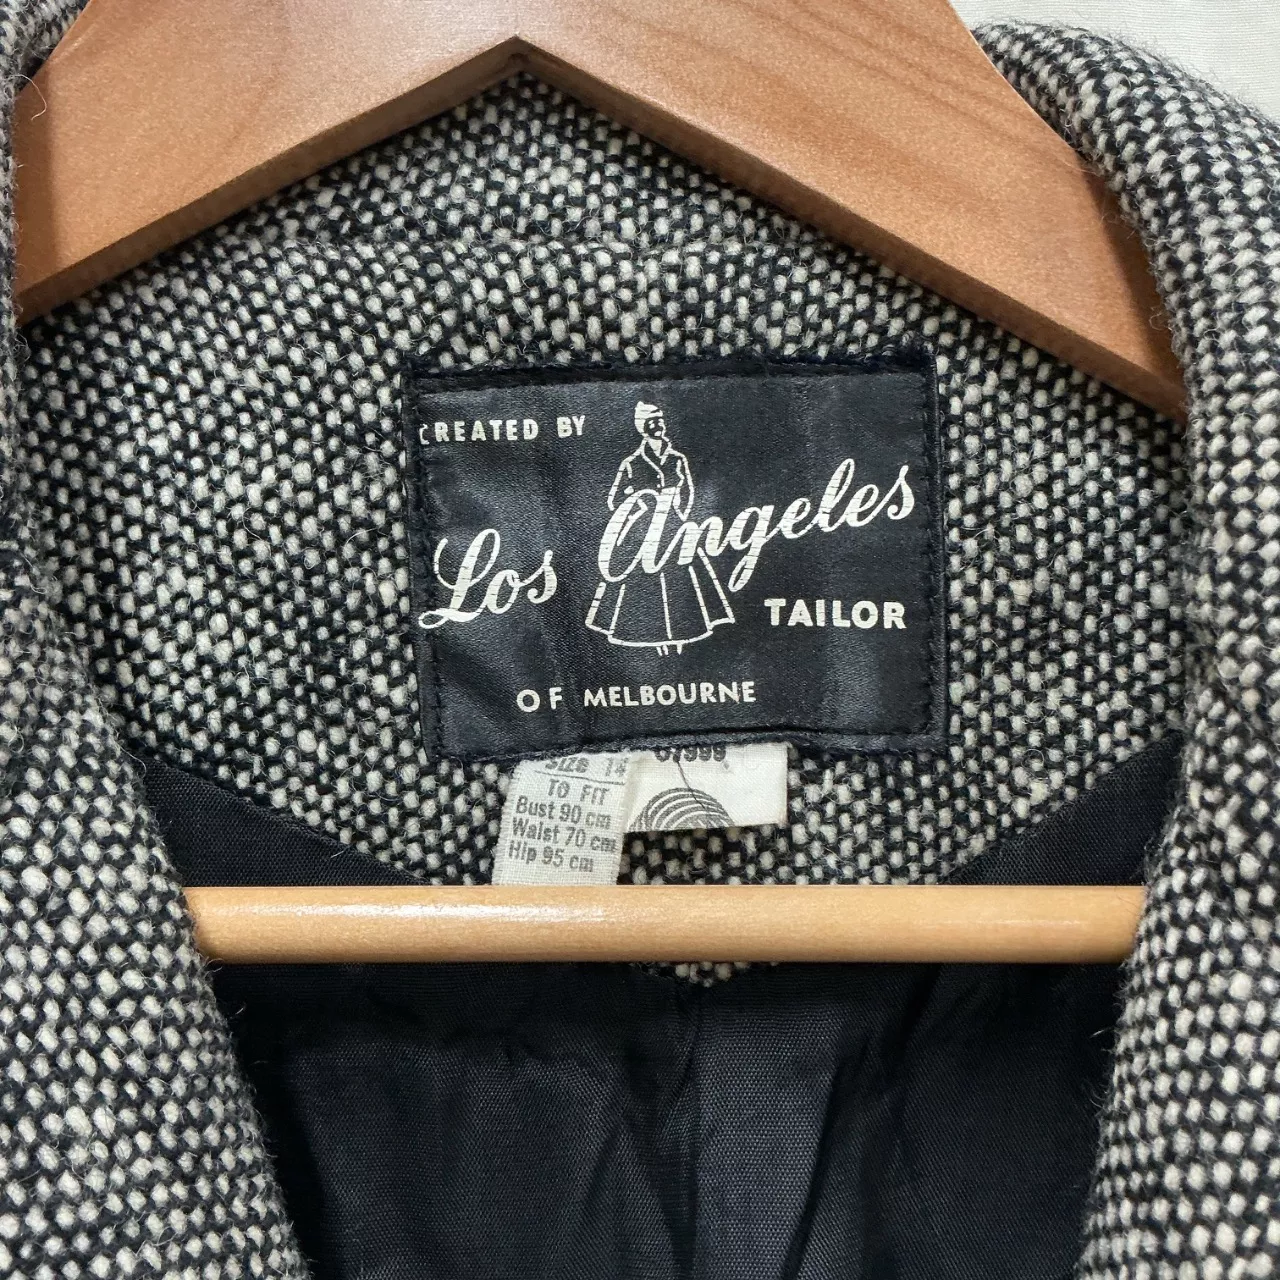 CREATED BY
Los Angeles
TAILOR
OF MELBOURNE
Size 14
TO FIT
Bust 90 cm
Waist 70 cm
Hip 95 cm